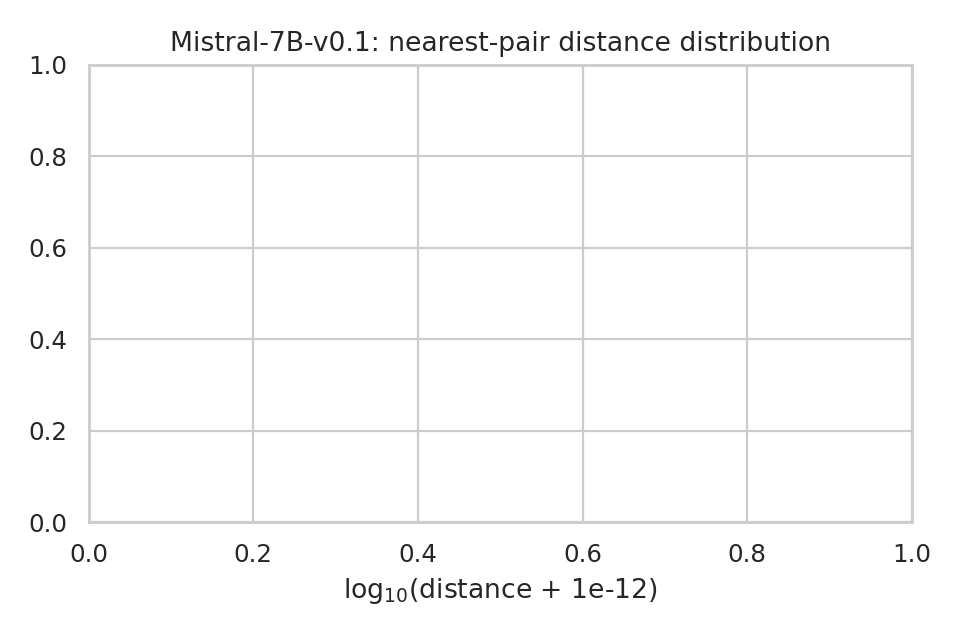 Mistral-7B-v0.1: nearest-pair distance distribution
1.0
0.8
0.6
0.4
0.2
0.0
0.0 0.2 0.4 0.6 0.8 1.0
log₁₀(distance + 1e-12)